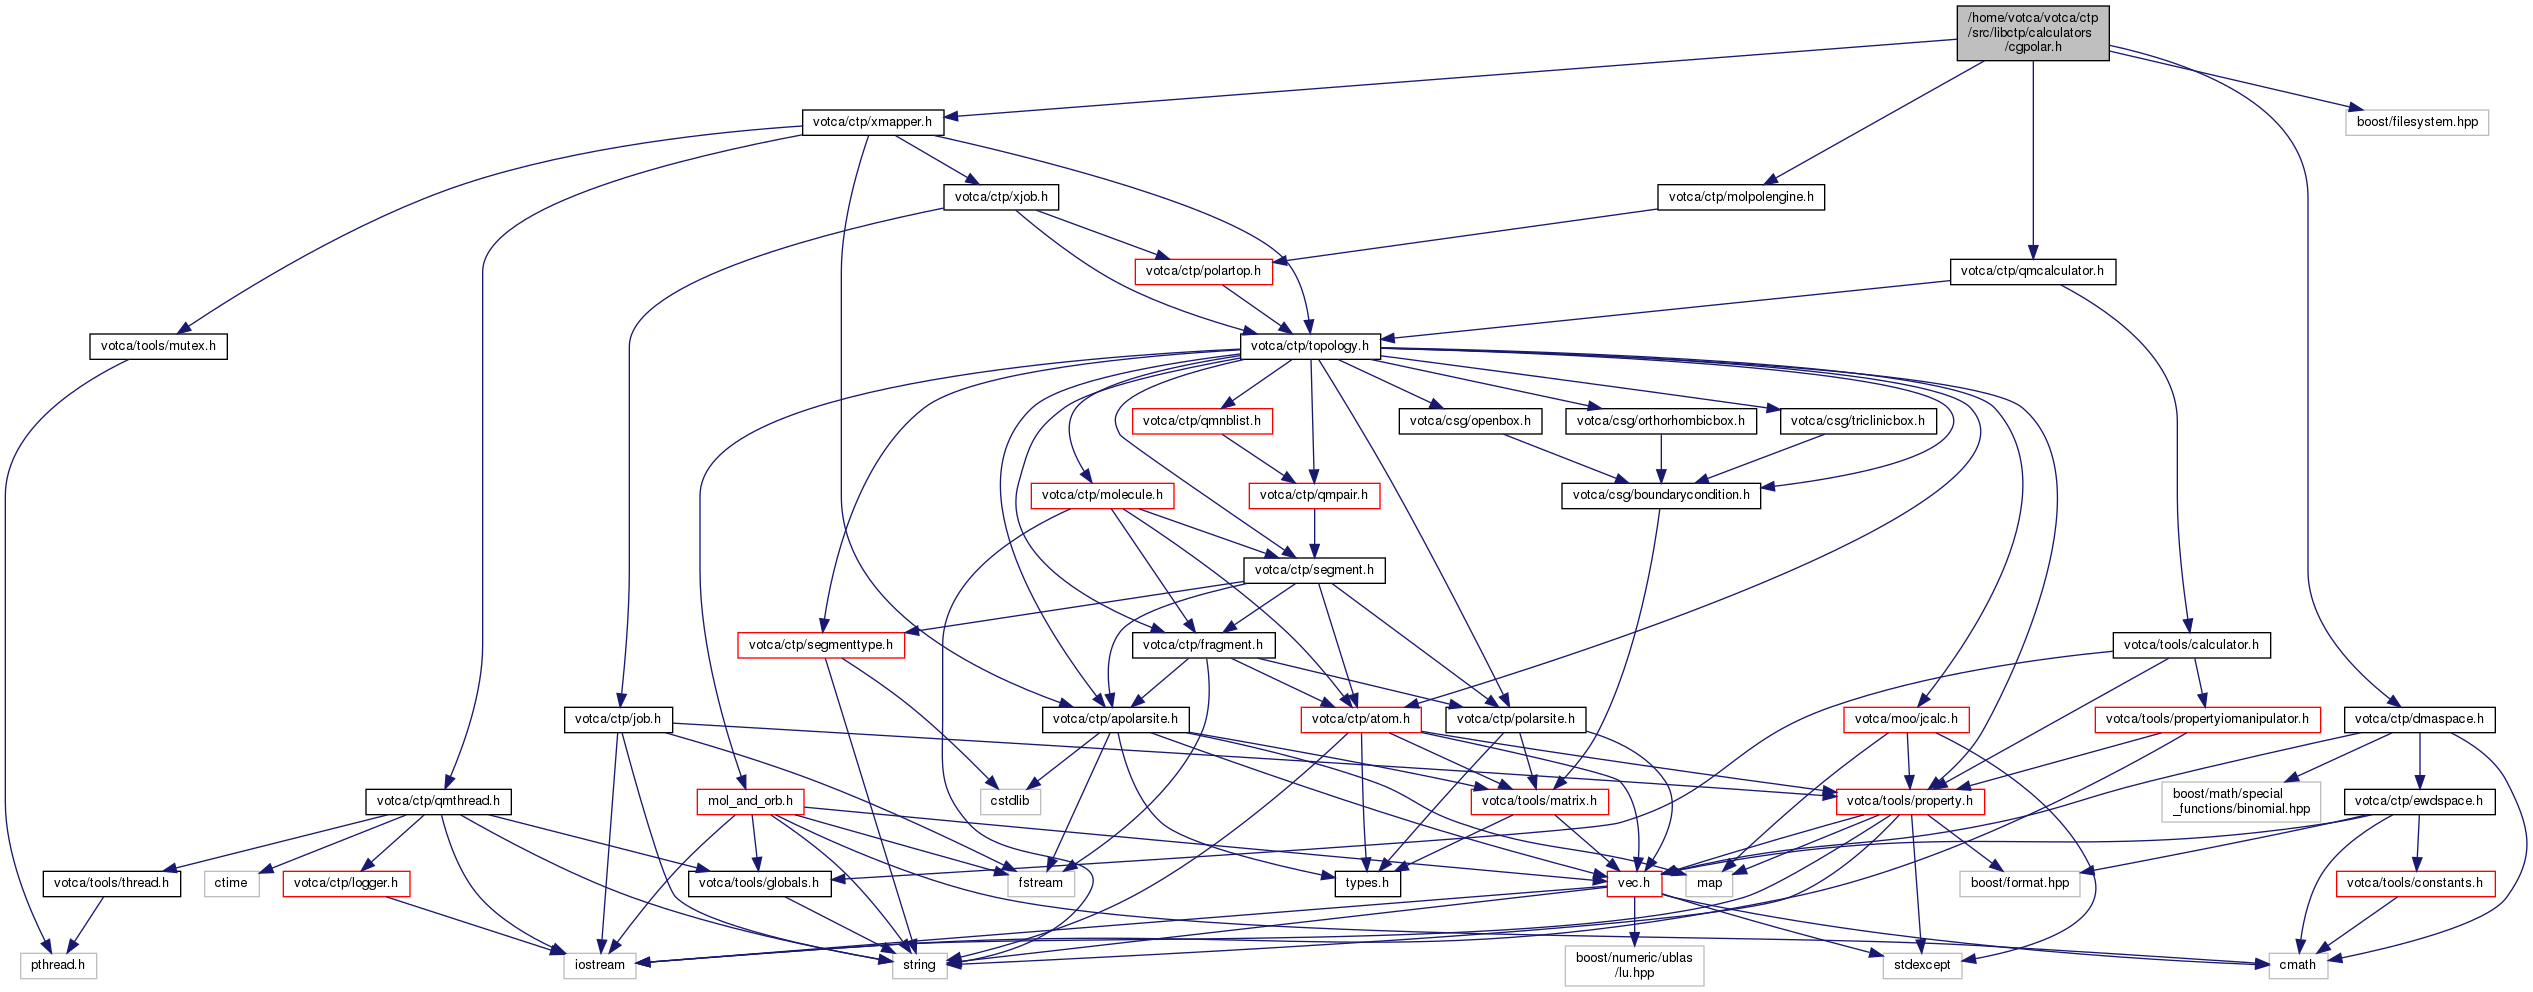 /home/votca/votca/ctp
/src/libctp/calculators
/cgpolar.h
votca/ctp/xmapper.h
boost/filesystem.hpp
votca/ctp/xjob.h
votca/ctp/molpolengine.h
votca/ctp/polartop.h
votca/ctp/qmcalculator.h
votca/tools/mutex.h
votca/ctp/topology.h
votca/ctp/qmnblist.h
votca/csg/openbox.h
votca/csg/orthorhombicbox.h
votca/csg/triclinicbox.h
votca/ctp/molecule.h
votca/ctp/qmpair.h
votca/csg/boundarycondition.h
votca/ctp/segment.h
votca/ctp/segmenttype.h
votca/ctp/fragment.h
votca/tools/calculator.h
votca/ctp/job.h
votca/ctp/apolarsite.h
votca/ctp/atom.h
votca/ctp/polarsite.h
votca/moo/jcalc.h
votca/tools/propertyiomanipulator.h
votca/ctp/dmaspace.h
votca/ctp/qmthread.h
mol_and_orb.h
cstdlib
votca/tools/matrix.h
votca/tools/property.h
boost/math/special
_functions/binomial.hpp
votca/ctp/ewdspace.h
votca/tools/thread.h
ctime
votca/ctp/logger.h
votca/tools/globals.h
fstream
types.h
vec.h
map
boost/format.hpp
votca/tools/constants.h
pthread.h
iostream
string
boost/numeric/ublas
/lu.hpp
stdexcept
cmath